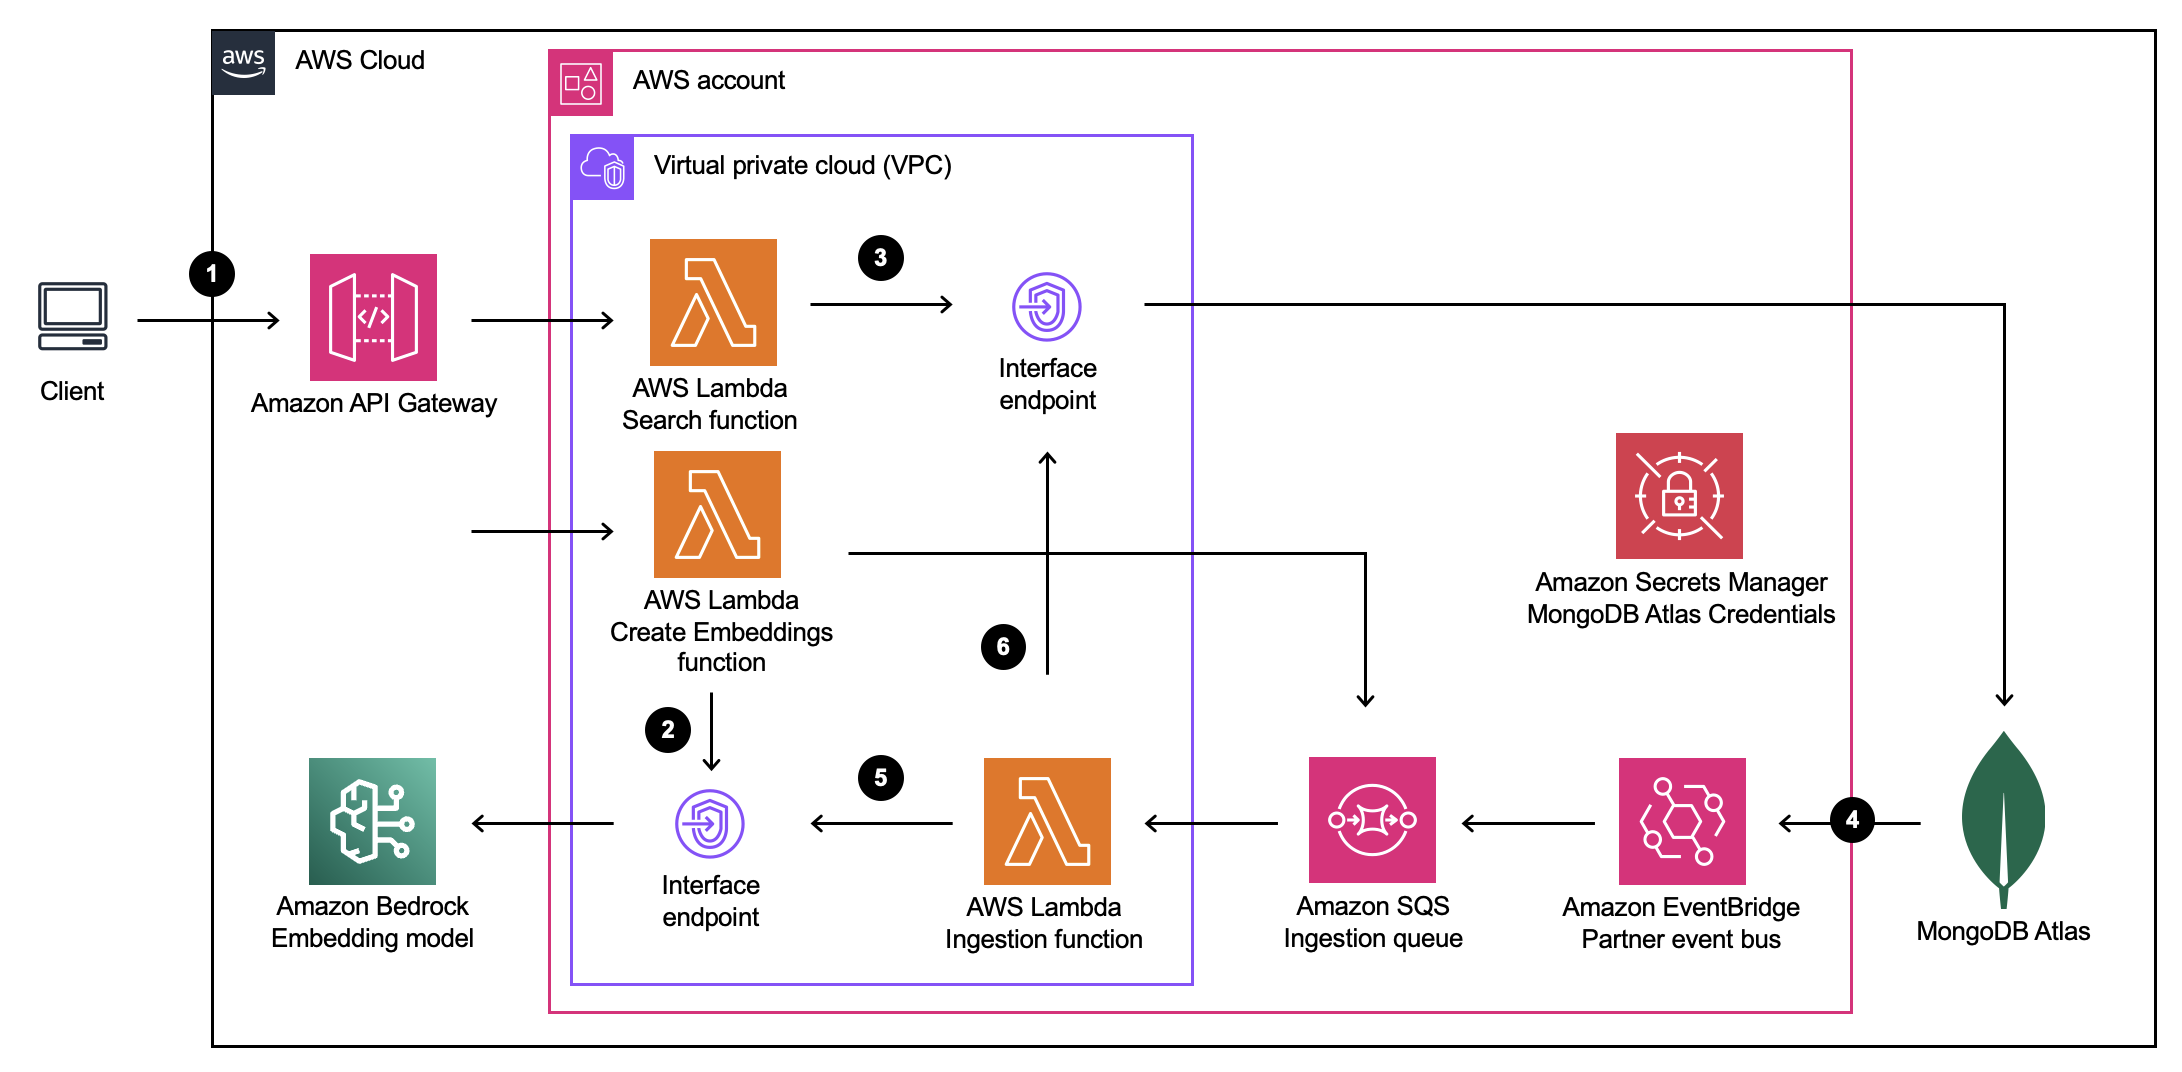 aws
AWS Cloud
AWS account
Virtual private cloud (VPC)
1
3
Client
</>
Amazon API Gateway
AWS Lambda
Search function
Interface
endpoint
AWS Lambda
Create Embeddings
function
Amazon Secrets Manager
MongoDB Atlas Credentials
6
2
5
4
Amazon Bedrock
Embedding model
Interface
endpoint
AWS Lambda
Ingestion function
Amazon SQS
Ingestion queue
Amazon EventBridge
Partner event bus
MongoDB Atlas